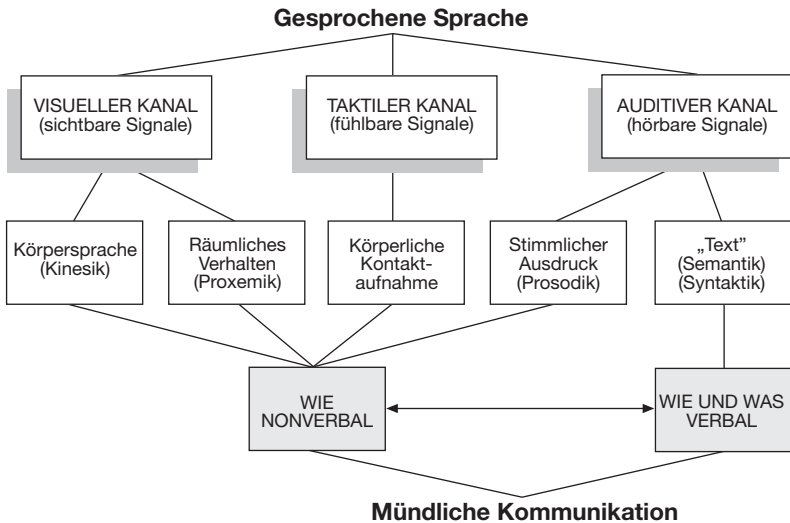 Gesprochene Sprache
VISUELLER KANAL
(sichtbare Signale)
TAKTILER KANAL
(fühlbare Signale)
AUDITIVER KANAL
(hörbare Signale)
Körpersprache
(Kinesik)
Räumliches
Verhalten
(Proxemik)
Körperliche
Kontakt-
aufnahme
Stimmlicher
Ausdruck
(Prosodik)
„Text”
(Semantik)
(Syntaktik)
WIE
NONVERBAL
WIE UND WAS
VERBAL
Mündliche Kommunikation